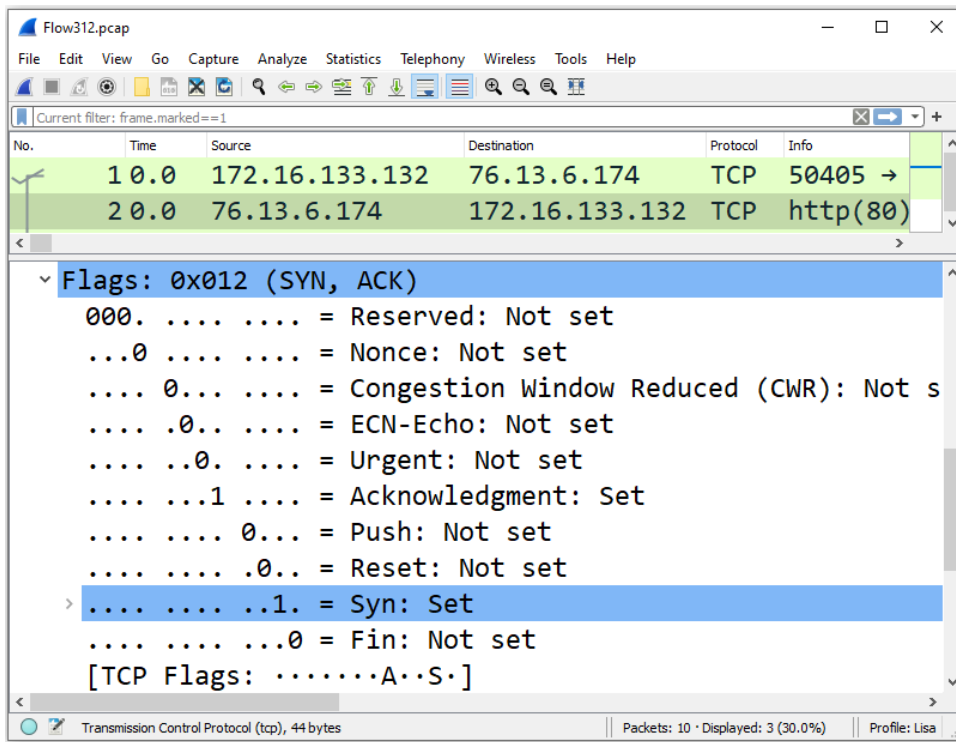 Flow312.pcap
File Edit View Go Capture Analyze Statistics Telephony Wireless Tools Help
Current filter: frame.marked==1
No. Time Source Destination Protocol Info
1 0.0 172.16.133.132 76.13.6.174 TCP 50405 →
2 0.0 76.13.6.174 172.16.133.132 TCP http(80)
Flags: 0x012 (SYN, ACK)
000. .... .... = Reserved: Not set
...0 .... .... = Nonce: Not set
.... 0... .... = Congestion Window Reduced (CWR): Not s
.... .0.. .... = ECN-Echo: Not set
.... ..0. .... = Urgent: Not set
.... ...1 .... = Acknowledgment: Set
.... .... 0... = Push: Not set
.... .... .0.. = Reset: Not set
.... .... ..1. = Syn: Set
.... .... ...0 = Fin: Not set
[TCP Flags: ·······A··S·]
Transmission Control Protocol (tcp), 44 bytes Packets: 10 · Displayed: 3 (30.0%) Profile: Lisa